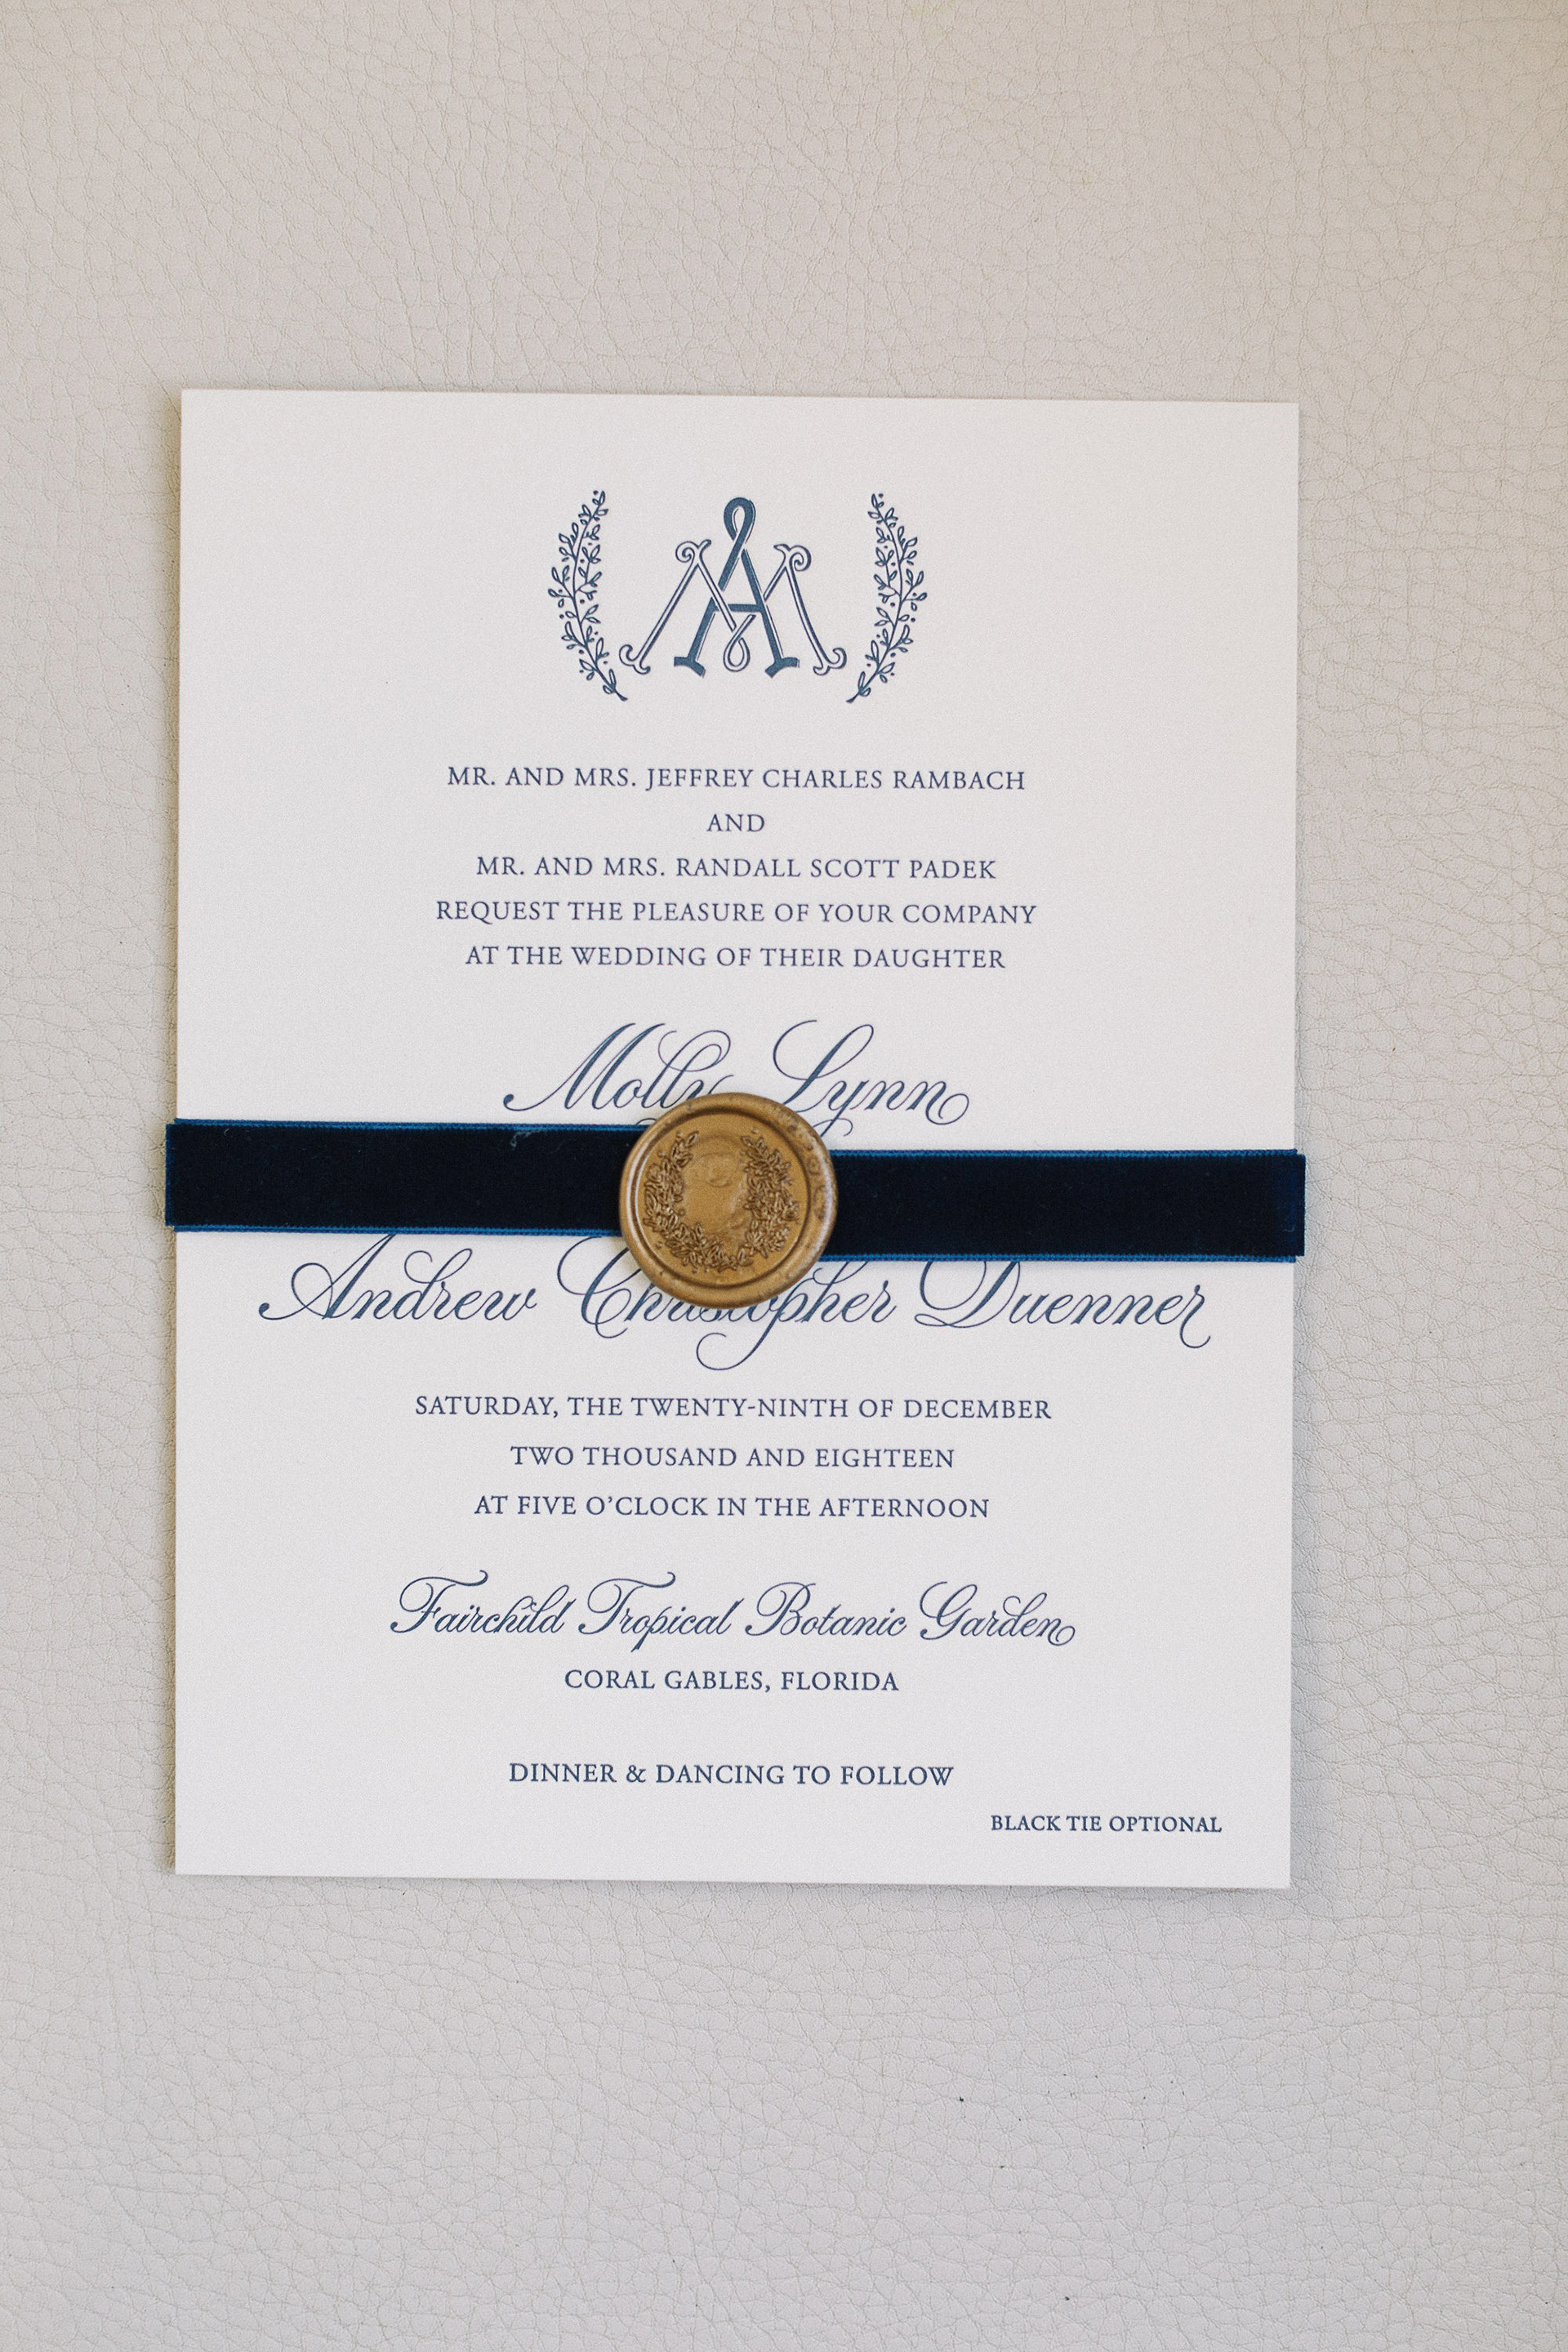 MA
MR. AND MRS. JEFFREY CHARLES RAMBACH
AND
MR. AND MRS. RANDALL SCOTT PADEK
REQUEST THE PLEASURE OF YOUR COMPANY
AT THE WEDDING OF THEIR DAUGHTER
Molly Lynn
Andrew Christopher Duenner
SATURDAY, THE TWENTY-NINTH OF DECEMBER
TWO THOUSAND AND EIGHTEEN
AT FIVE O’CLOCK IN THE AFTERNOON
Fairchild Tropical Botanic Garden
CORAL GABLES, FLORIDA
DINNER & DANCING TO FOLLOW
BLACK TIE OPTIONAL